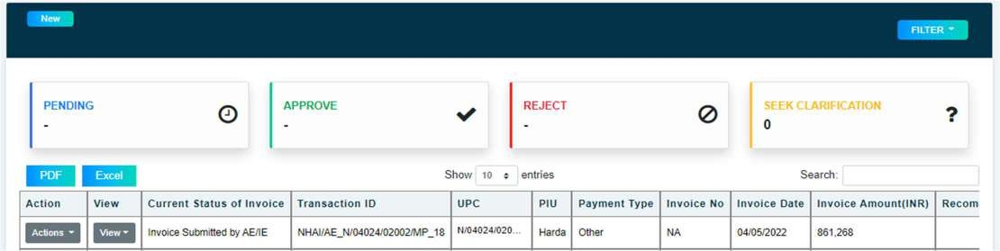 New
FILTER
PENDING
-
APPROVE
-
REJECT
-
SEEK CLARIFICATION
0
?
PDF Excel Show 10 entries Search:
Action View Current Status of Invoice Transaction ID UPC PIU Payment Type Invoice No Invoice Date Invoice Amount(INR) Recom
Actions View Invoice Submitted by AE/IE NHAI/AE_N/04024/02002/MP_18 N/04024/020... Harda Other NA 04/05/2022 861,268